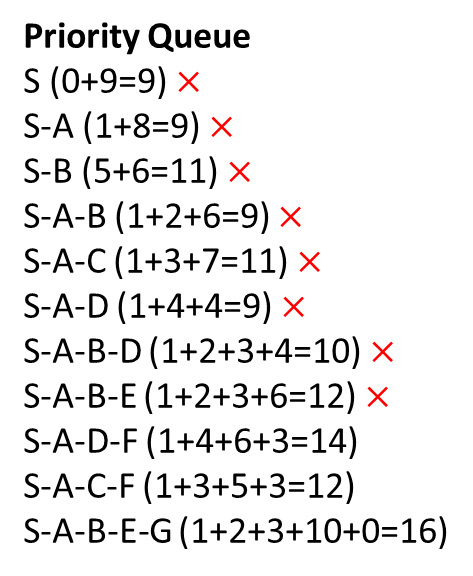 Priority Queue
S (0+9=9) ×
S-A (1+8=9) ×
S-B (5+6=11) ×
S-A-B (1+2+6=9) ×
S-A-C (1+3+7=11) ×
S-A-D (1+4+4=9) ×
S-A-B-D (1+2+3+4=10) ×
S-A-B-E (1+2+3+6=12) ×
S-A-D-F (1+4+6+3=14)
S-A-C-F (1+3+5+3=12)
S-A-B-E-G (1+2+3+10+0=16)